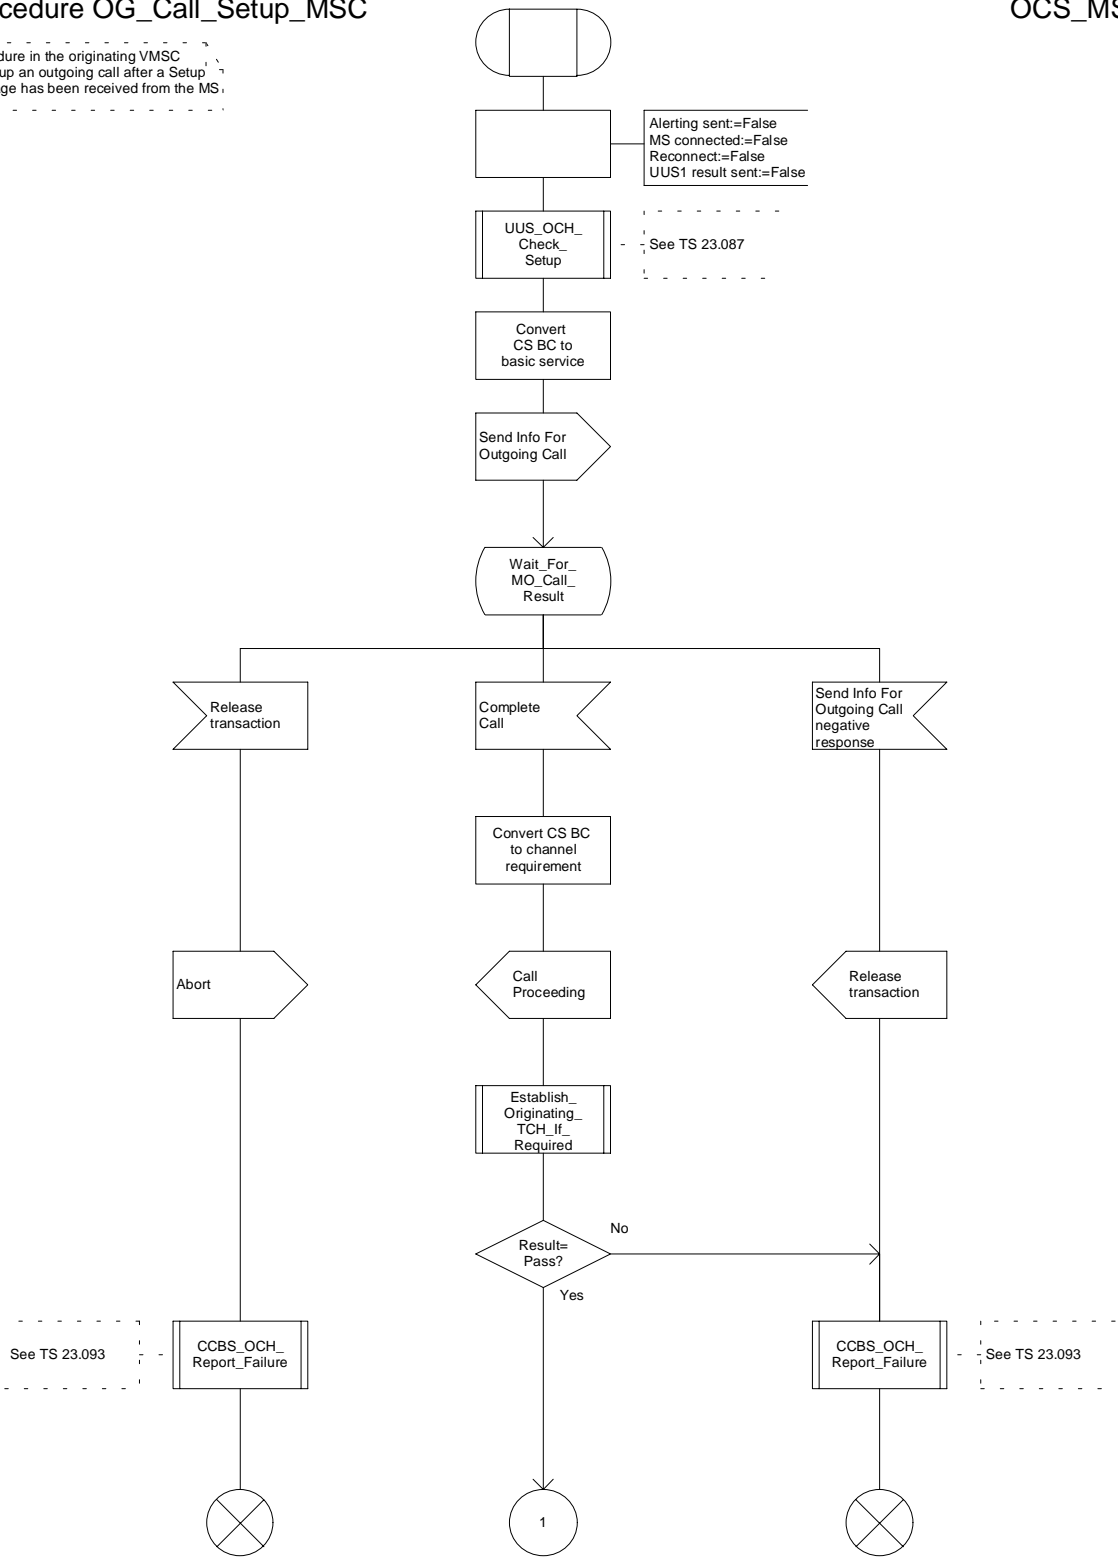 cedure OG_Call_Setup_MSC
OCS_MS
dure in the originating VMSC
up an outgoing call after a Setup
ge has been received from the MS
Alerting sent:=False
MS connected:=False
Reconnect:=False
UUS1 result sent:=False
UUS_OCH_
Check_
Setup
See TS 23.087
Convert
CS BC to
basic service
Send Info For
Outgoing Call
Wait_For_
MO_Call_
Result
Release
transaction
Complete
Call
Send Info For
Outgoing Call
negative
response
Convert CS BC
to channel
requirement
Abort
Call
Proceeding
Release
transaction
Establish_
Originating_
TCH_If_
Required
Result=
Pass?
No
Yes
See TS 23.093
CCBS_OCH_
Report_Failure
CCBS_OCH_
Report_Failure
See TS 23.093
1